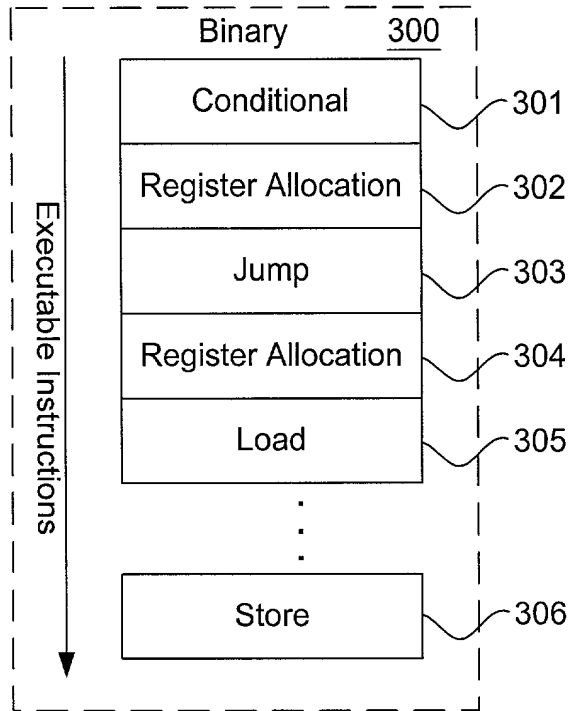 Binary 300
Conditional 301
Register Allocation 302
Jump 303
Register Allocation 304
Load 305
Store 306
Executable Instructions